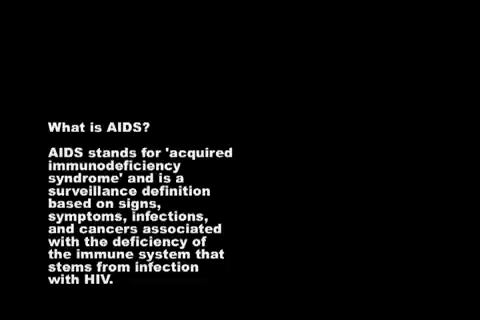 What is AIDS?
AIDS stands for 'acquired
immunodeficiency
syndrome' and is a
surveillance definition
based on signs,
symptoms, infections,
and cancers associated
with the deficiency of
the immune system that
stems from infection
with HIV.